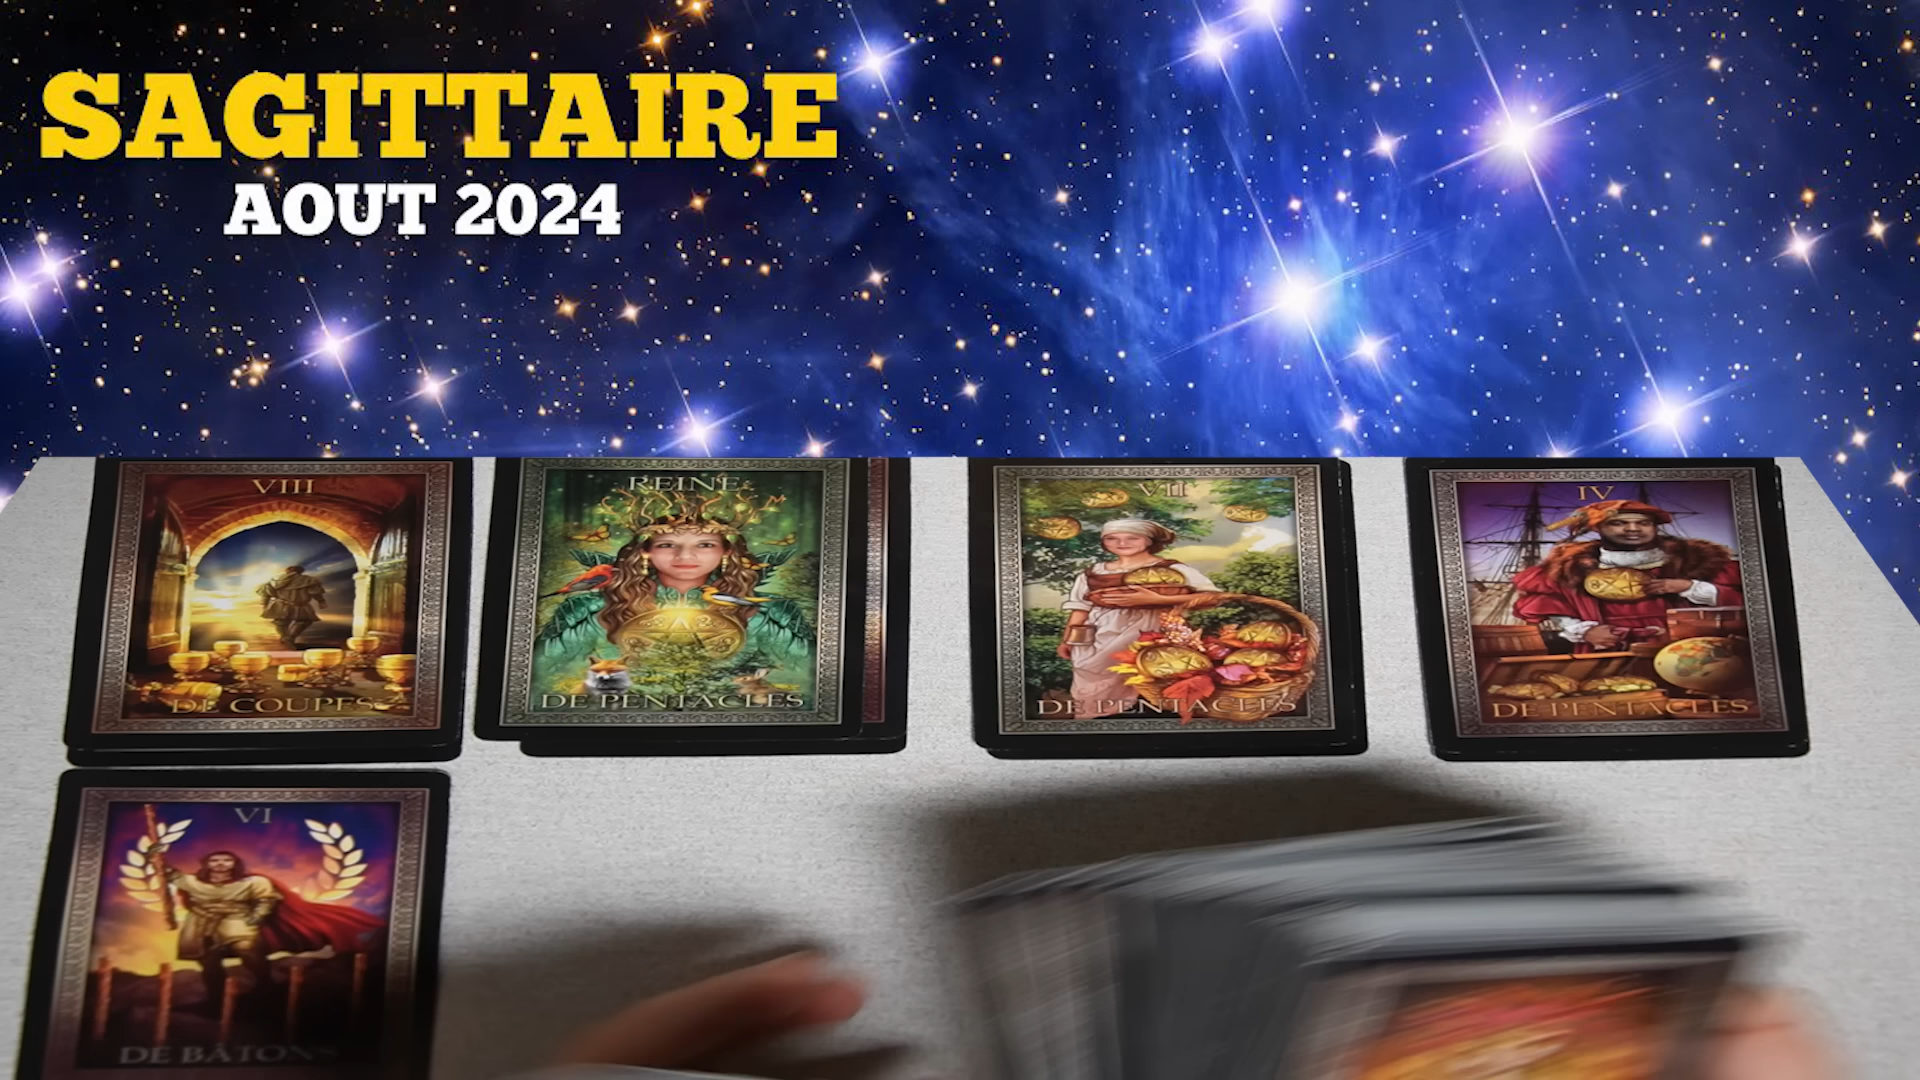 SAGITTAIRE
AOUT 2024
VIII
DE COUPES
REINE
DE PENTACLES
VII
DE PENTACLES
IV
DE PENTACLES
VI
DE BÂTONS